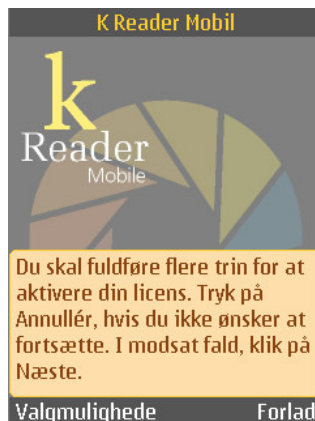 K Reader Mobil
k
Reader
Mobile
Du skal fuldføre flere trin for at
aktivere din licens. Tryk på
Annullér, hvis du ikke ønsker at
fortsætte. I modsat fald, klik på
Næste.
Valgmulighede Forlad